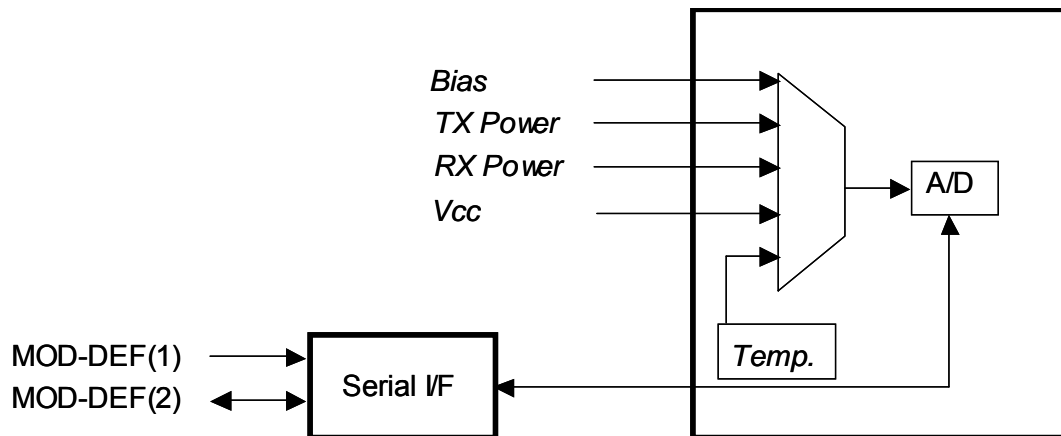 Bias
TX Power
RX Power
Vcc
A/D
Temp.
MOD-DEF(1)
MOD-DEF(2)
Serial I/F